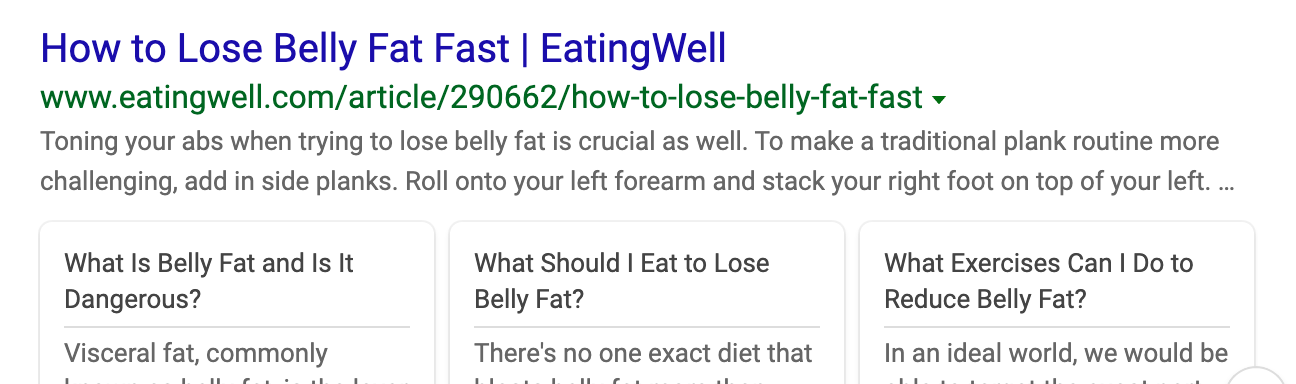 How to Lose Belly Fat Fast | EatingWell
www.eatingwell.com/article/290662/how-to-lose-belly-fat-fast
Toning your abs when trying to lose belly fat is crucial as well. To make a traditional plank routine more
challenging, add in side planks. Roll onto your left forearm and stack your right foot on top of your left. ...
What Is Belly Fat and Is It
Dangerous?
Visceral fat, commonly
What Should I Eat to Lose
Belly Fat?
There's no one exact diet that
What Exercises Can I Do to
Reduce Belly Fat?
In an ideal world, we would be